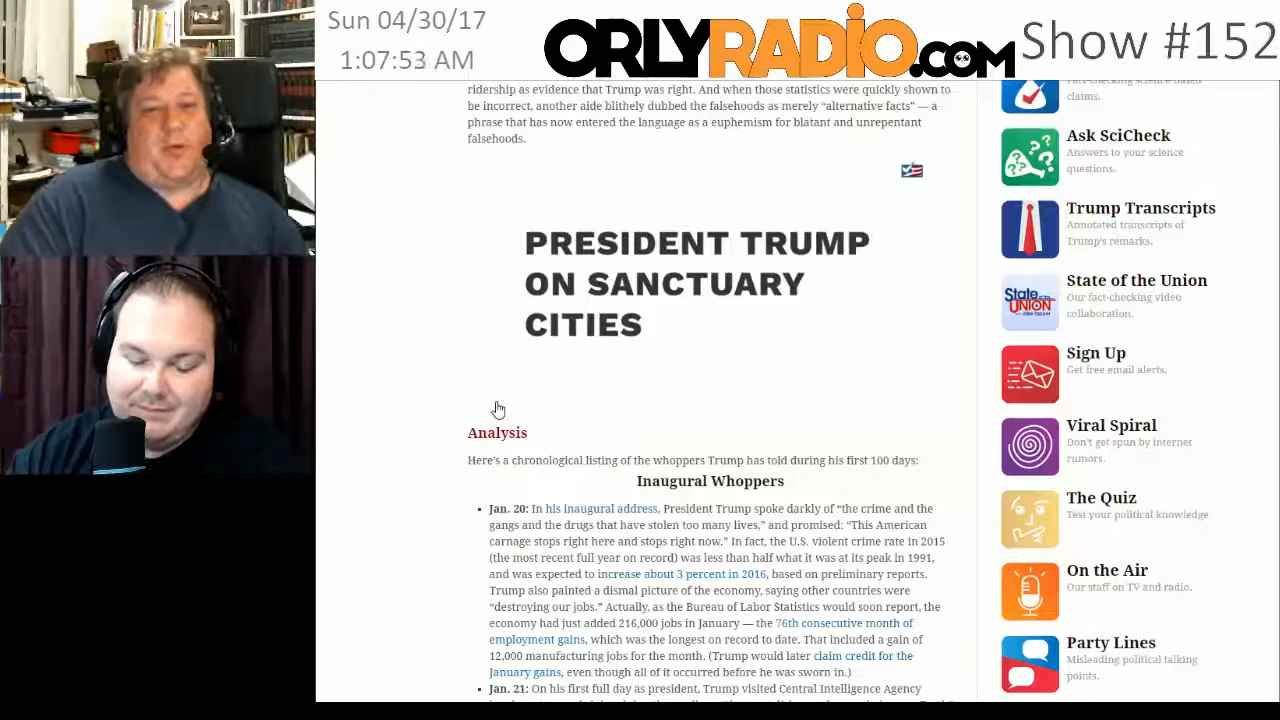 Sun 04/30/17
1:07:53 AM
ORLYRADIO.COM
Show #152
ridership as evidence that Trump was right. And when those statistics were quickly shown to
be incorrect, another aide blithely dubbed the falsehoods as merely “alternative facts” — a
phrase that has now entered the language as a euphemism for blatant and unrepentant
falsehoods.
PRESIDENT TRUMP
ON SANCTUARY
CITIES
Analysis
Here's a chronological listing of the whoppers Trump has told during his first 100 days:
Inaugural Whoppers
Jan. 20: In his inaugural address, President Trump spoke darkly of “the crime and the
gangs and the drugs that have stolen too many lives,” and promised: “This American
carnage stops right here and stops right now.” In fact, the U.S. violent crime rate in 2015
(the most recent full year on record) was less than half what it was at its peak in 1991,
and was expected to increase about 3 percent in 2016, based on preliminary reports.
Trump also painted a dismal picture of the economy, saying other countries were
“destroying our jobs.” Actually, as the Bureau of Labor Statistics would soon report, the
economy had just added 216,000 jobs in January — the 76th consecutive month of
employment gains, which was the longest on record to date. That included a gain of
12,000 manufacturing jobs for the month. (Trump would later claim credit for the
January gains, even though all of it occurred before he was sworn in.)
Jan. 21: On his first full day as president, Trump visited Central Intelligence Agency
Fact-checking science-based
claims.
Ask SciCheck
Answers to your science
questions.
Trump Transcripts
Annotated transcripts of
Trump's remarks.
State of the Union
Our fact-checking video
collaboration.
Sign Up
Get free email alerts.
Viral Spiral
Don't get spun by internet
rumors.
The Quiz
Test your political knowledge
On the Air
Our staff on TV and radio.
Party Lines
Misleading political talking
points.